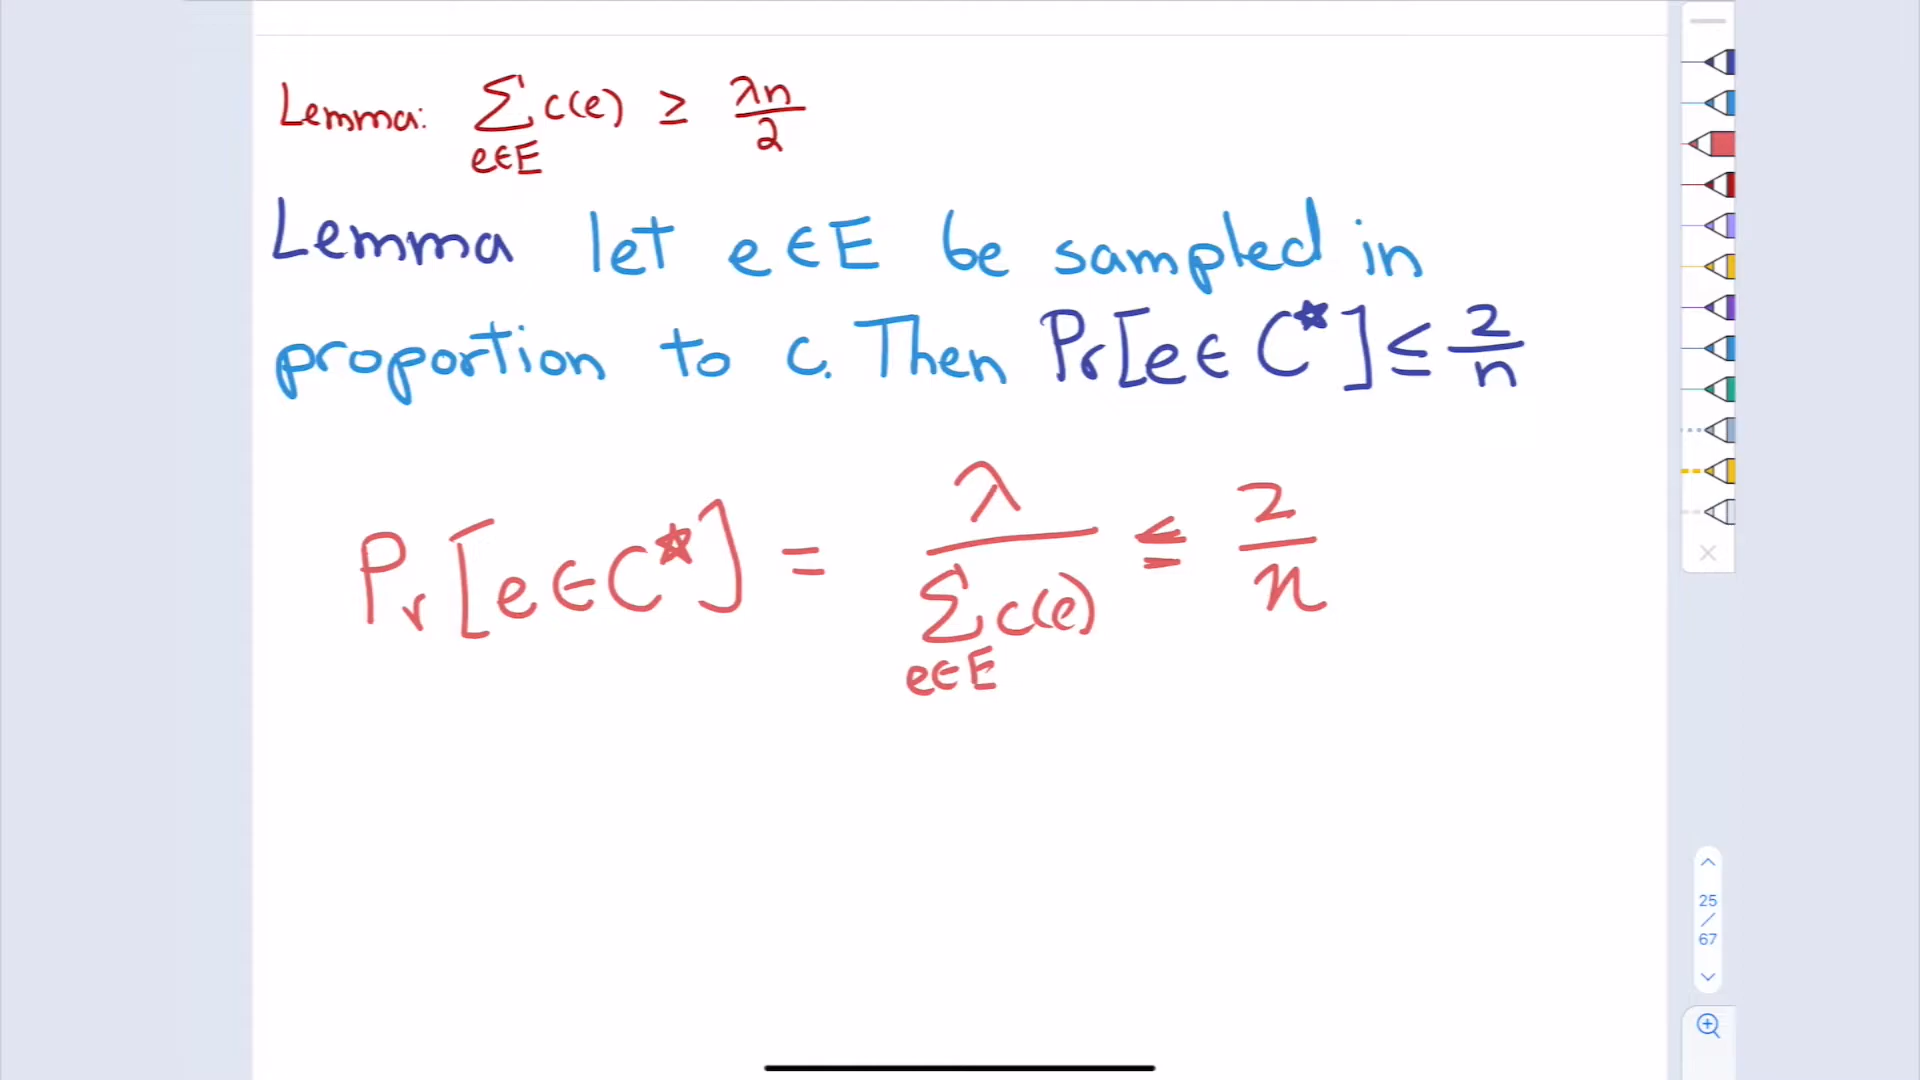 Lemma: ∑_{e∈E} c(e) ≥ λn/2
Lemma let e∈E be sampled in
proportion to c. Then Pr[e∈C*] ≤ 2/n
Pr[e∈C*] = λ / ∑_{e∈E} c(e) ≤ 2/n
25
/
67